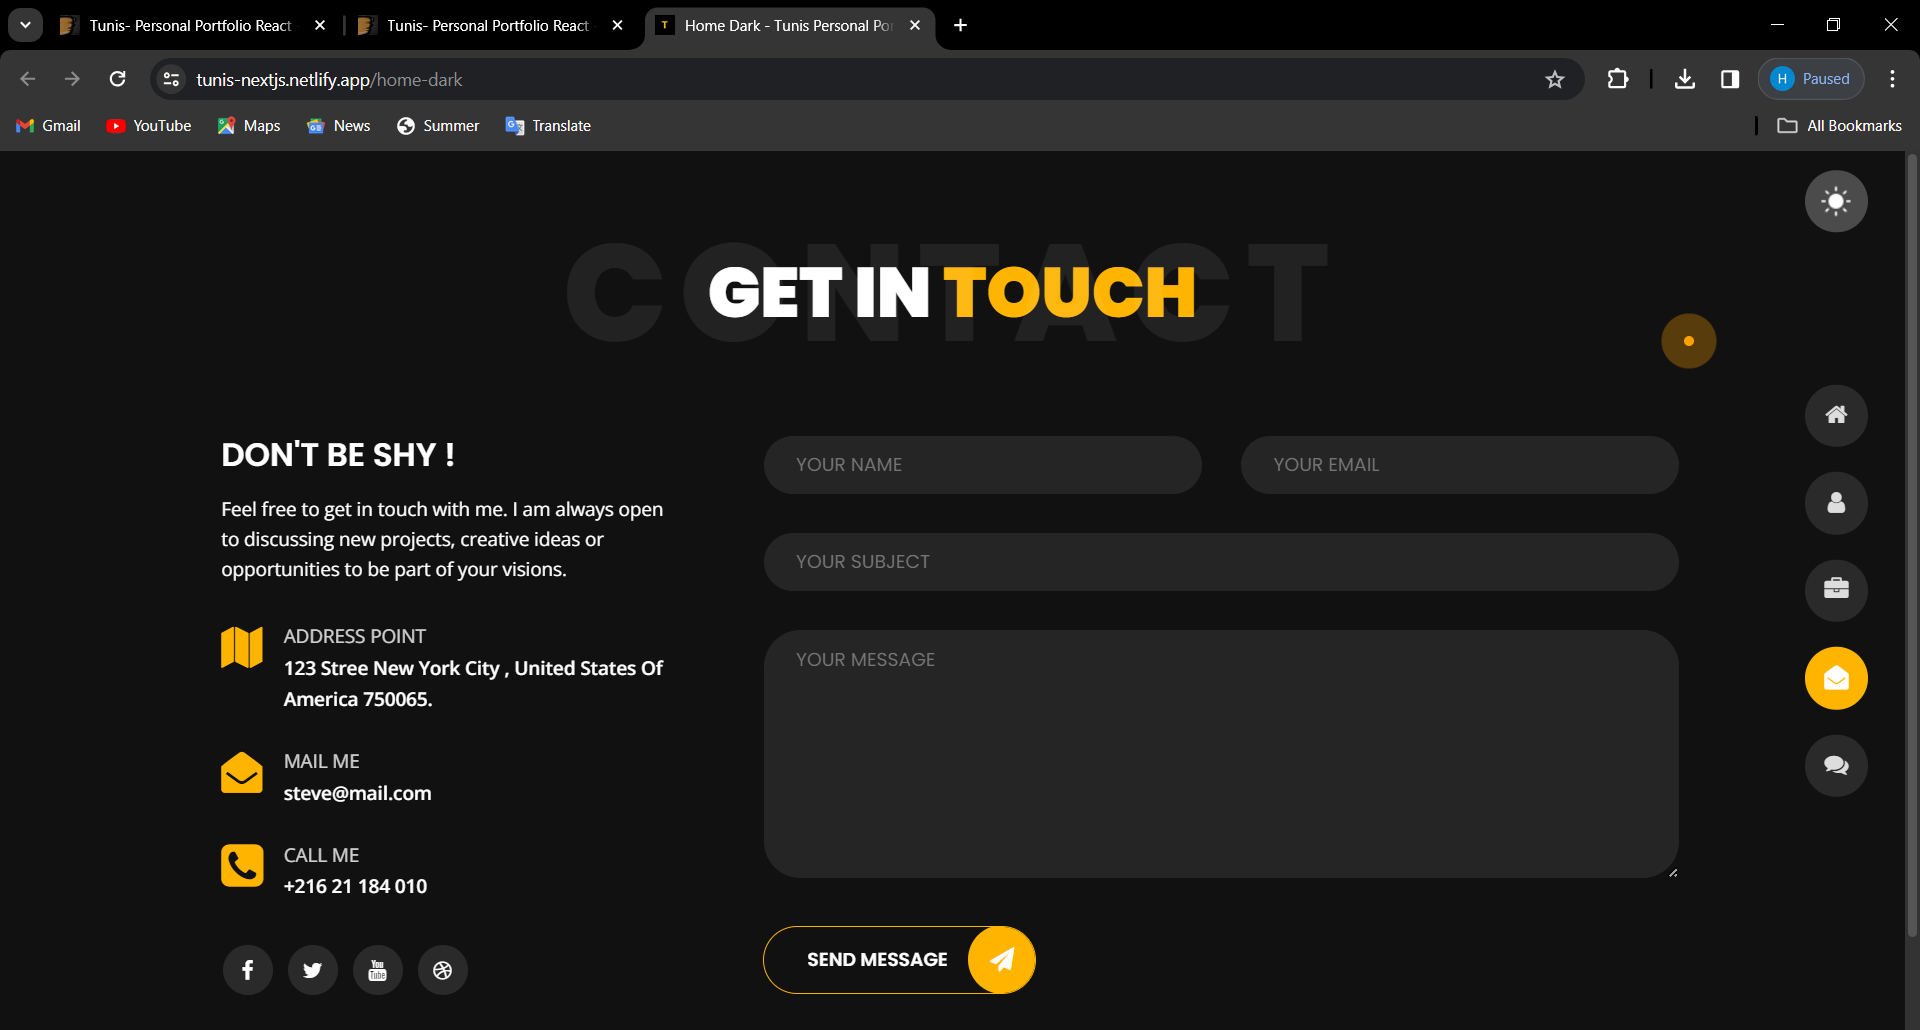 Tunis- Personal Portfolio React
Tunis- Personal Portfolio React
T
Home Dark - Tunis Personal Po
tunis-nextjs.netlify.app/home-dark
H Paused
Gmail
YouTube
Maps
News
Summer
Translate
All Bookmarks
CONTACT
GET IN TOUCH
DON'T BE SHY !
Feel free to get in touch with me. I am always open
to discussing new projects, creative ideas or
opportunities to be part of your visions.
ADDRESS POINT
123 Stree New York City , United States Of
America 750065.
MAIL ME
steve@mail.com
CALL ME
+216 21 184 010
You
Tube
YOUR NAME
YOUR EMAIL
YOUR SUBJECT
YOUR MESSAGE
SEND MESSAGE